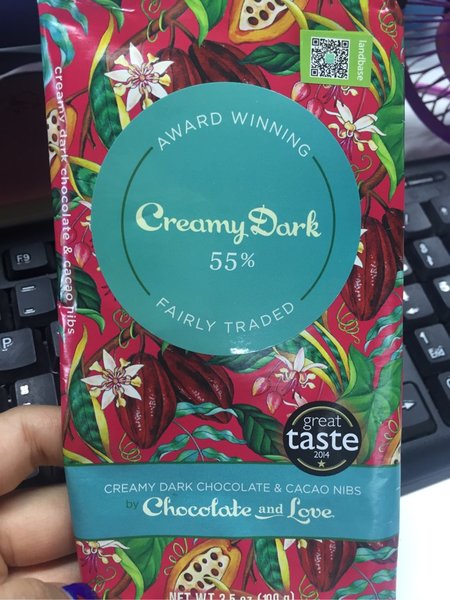 landbase
creamy dark chocolate & cacao nibs
AWARD WINNING
Creamy Dark
55%
FAIRLY TRADED
great
taste
2014
CREAMY DARK CHOCOLATE & CACAO NIBS
by Chocolate and Love
NET WT 3.5 oz (100 g)
F9
P